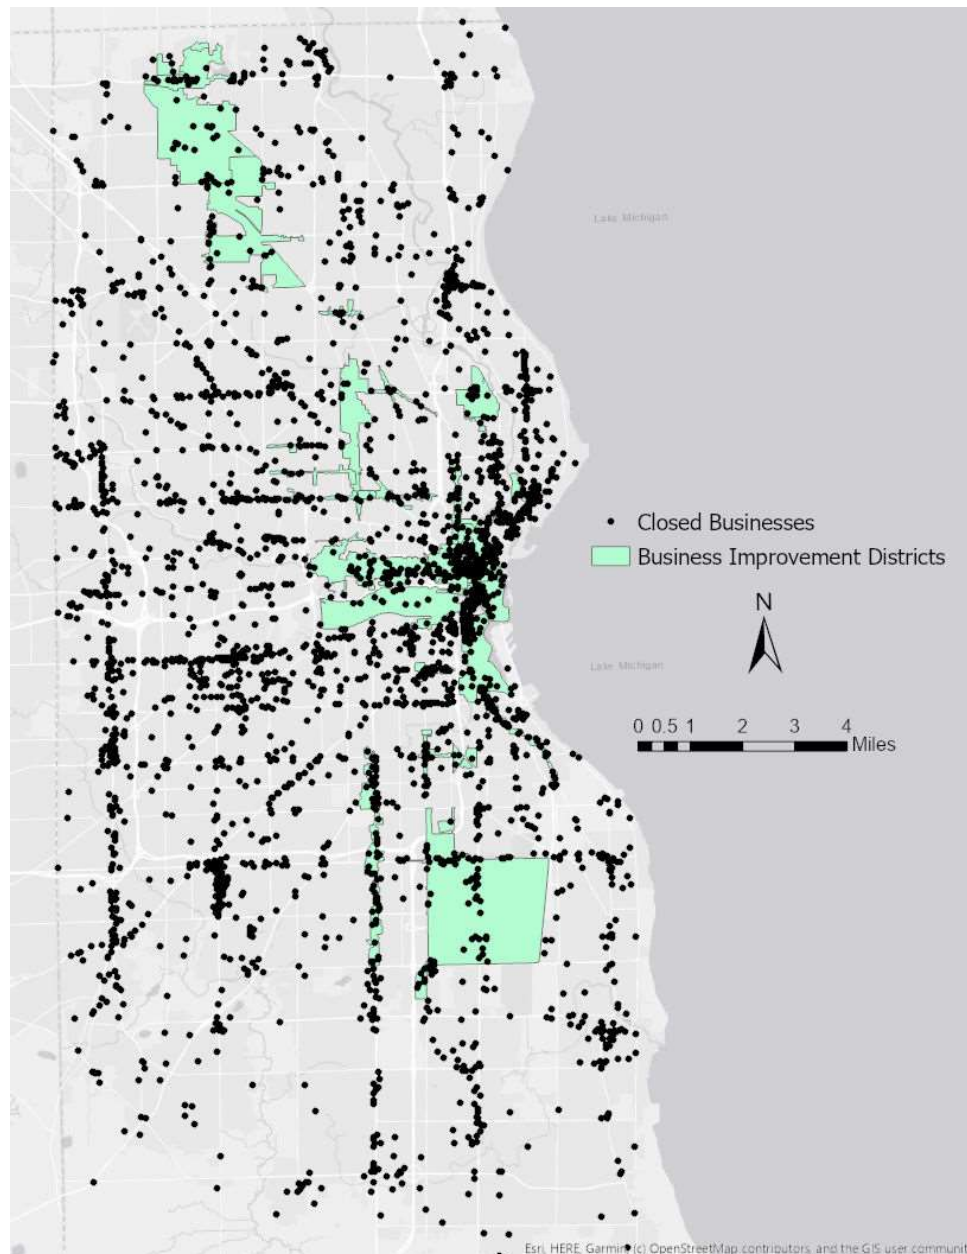 Lake Michigan
Closed Businesses
Business Improvement Districts
N
Lake Michigan
0 0.5 1 2 3 4
Miles
Esri, HERE, Garmin, (c) OpenStreetMap contributors, and the GIS user communit